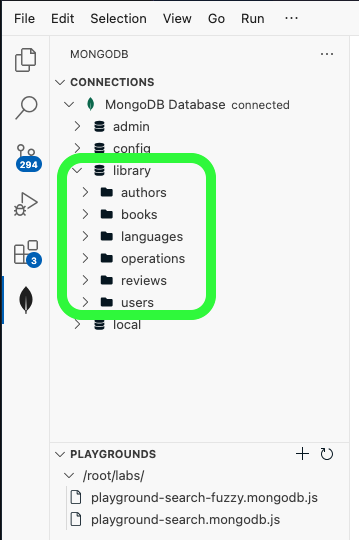 File Edit Selection View Go Run ···
MONGODB ···
CONNECTIONS
MongoDB Database connected
admin
config
library
authors
books
languages
operations
reviews
users
local
294
3
PLAYGROUNDS
/root/labs/
playground-search-fuzzy.mongodb.js
playground-search.mongodb.js